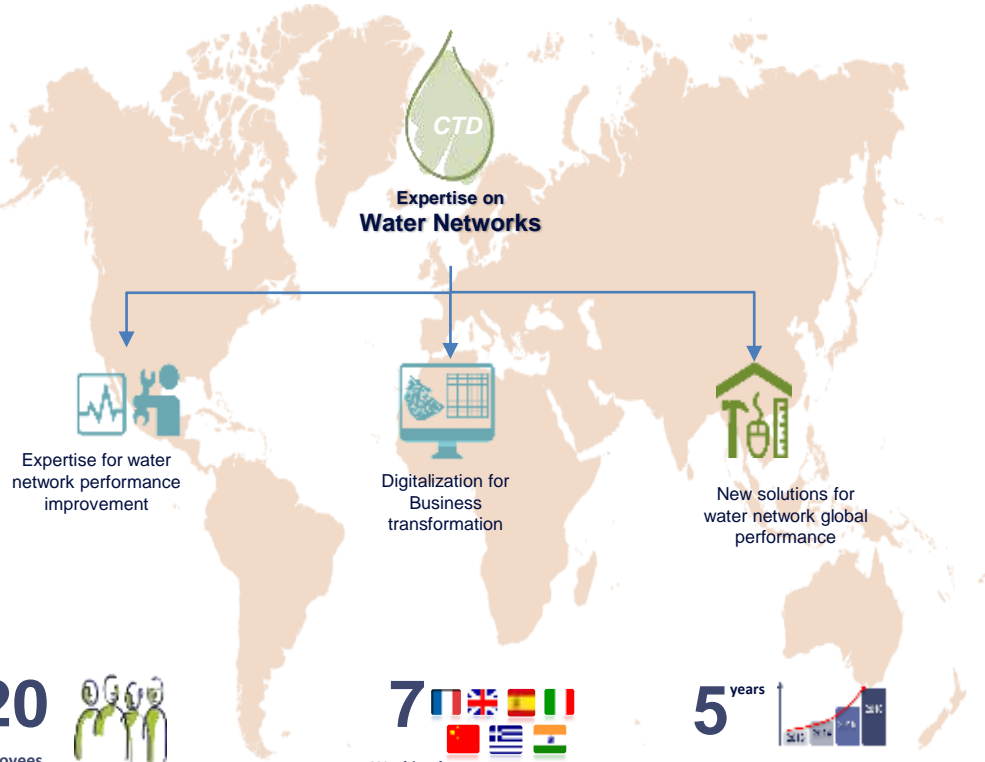 CTD
Expertise on
Water Networks
Expertise for water
network performance
improvement
Digitalization for
Business
transformation
New solutions for
water network global
performance
20
7
5 years